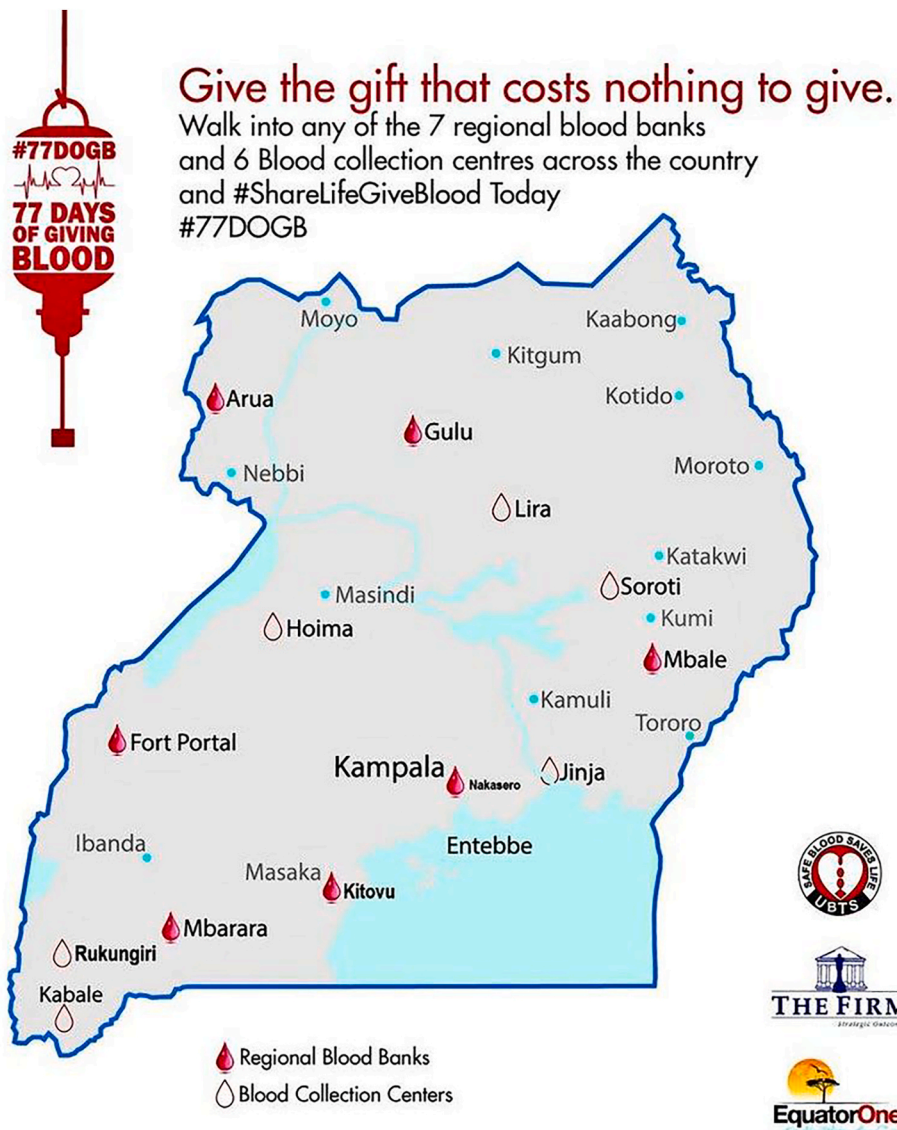 Give the gift that costs nothing to give.
Walk into any of the 7 regional blood banks
and 6 Blood collection centres across the country
and #ShareLifeGiveBlood Today
#77DOGB
#77DOGB
77 DAYS
OF GIVING
BLOOD
Moyo
Kaabong
Kitgum
Arua
Kotido
Gulu
Moroto
Nebbi
Lira
Katakwi
Soroti
Masindi
Hoima
Kumi
Mbale
Kamuli
Tororo
Fort Portal
Kampala
Nakasero
Jinja
Ibanda
Entebbe
Masaka
Kitovu
Mbarara
Rukungiri
Kabale
Regional Blood Banks
Blood Collection Centers
SAFE BLOOD SAVES LIFE
UBTS
THE FIRM
EquatorOne